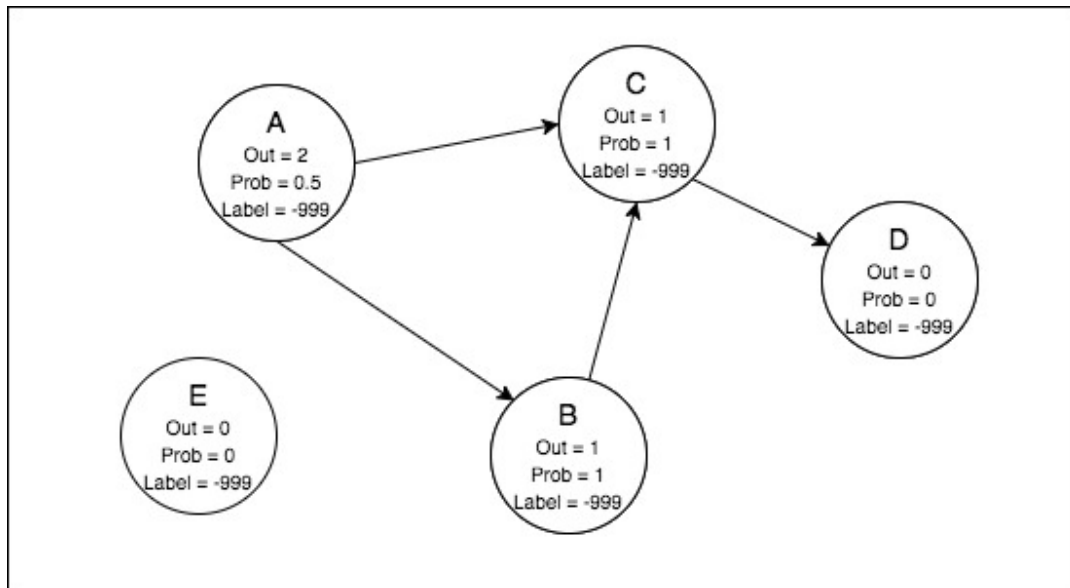 A
Out = 2
Prob = 0.5
Label = -999
C
Out = 1
Prob = 1
Label = -999
D
Out = 0
Prob = 0
Label = -999
E
Out = 0
Prob = 0
Label = -999
B
Out = 1
Prob = 1
Label = -999